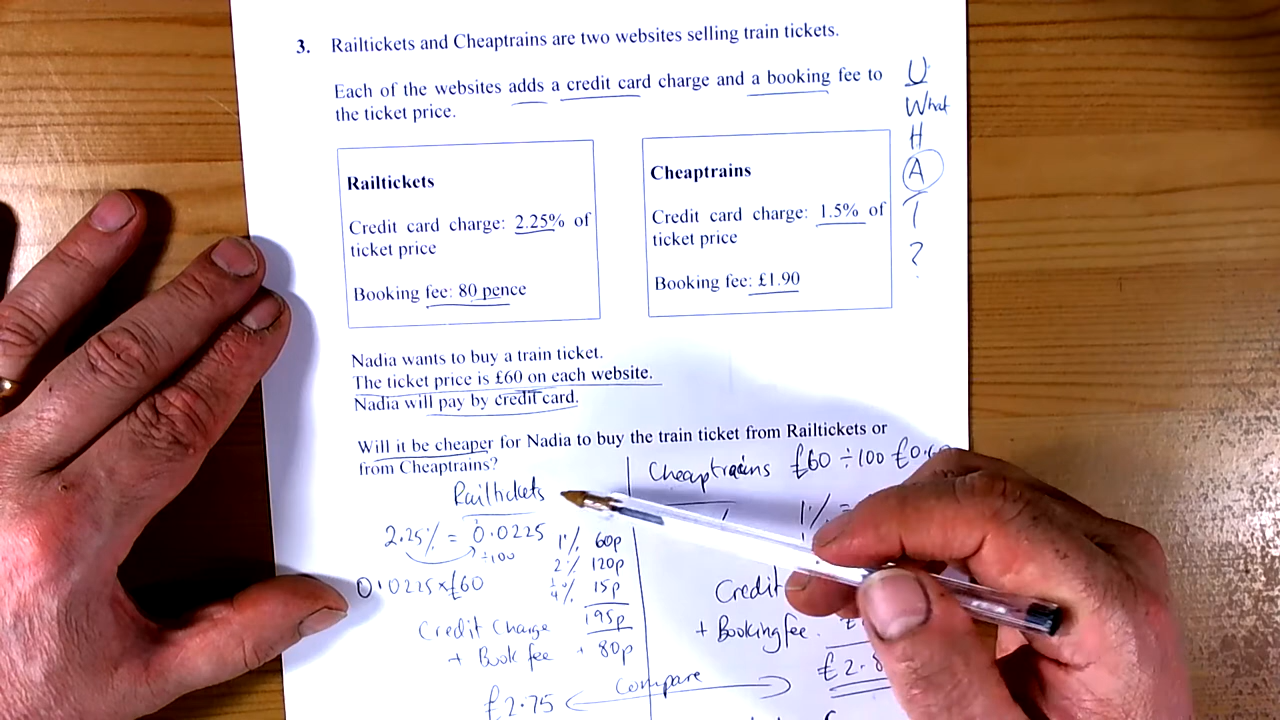 3. Railtickets and Cheaptrains are two websites selling train tickets.
Each of the websites adds a credit card charge and a booking fee to
the ticket price.
Railtickets
Credit card charge: 2.25% of
ticket price
Booking fee: 80 pence
Cheaptrains
Credit card charge: 1.5% of
ticket price
Booking fee: £1.90
U
What
H
A
T
?
Nadia wants to buy a train ticket.
The ticket price is £60 on each website.
Nadia will pay by credit card.
Will it be cheaper for Nadia to buy the train ticket from Railtickets or
from Cheaptrains?
Railtickets
2.25% = 0.0225
÷100
0.0225×£60
Credit Charge
+ Book fee
£2.75
1% 60p
2% 120p
¼% 15p
195p
+ 80p
Compare
Cheaptrains £60 ÷100
1% =
Credit
+ Booking fee.